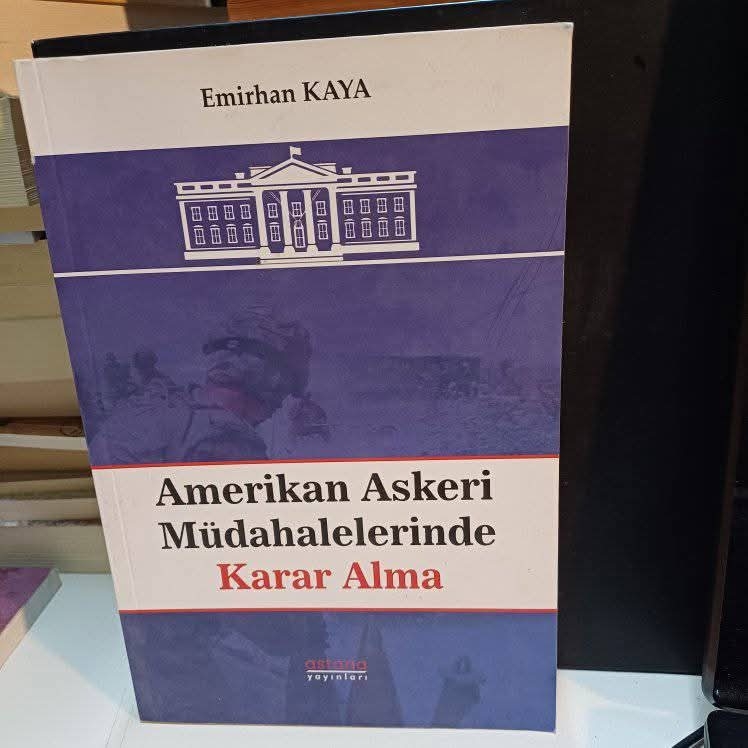 Emirhan KAYA
Amerikan Askeri
Müdahalelerinde
Karar Alma
astana
yayınları